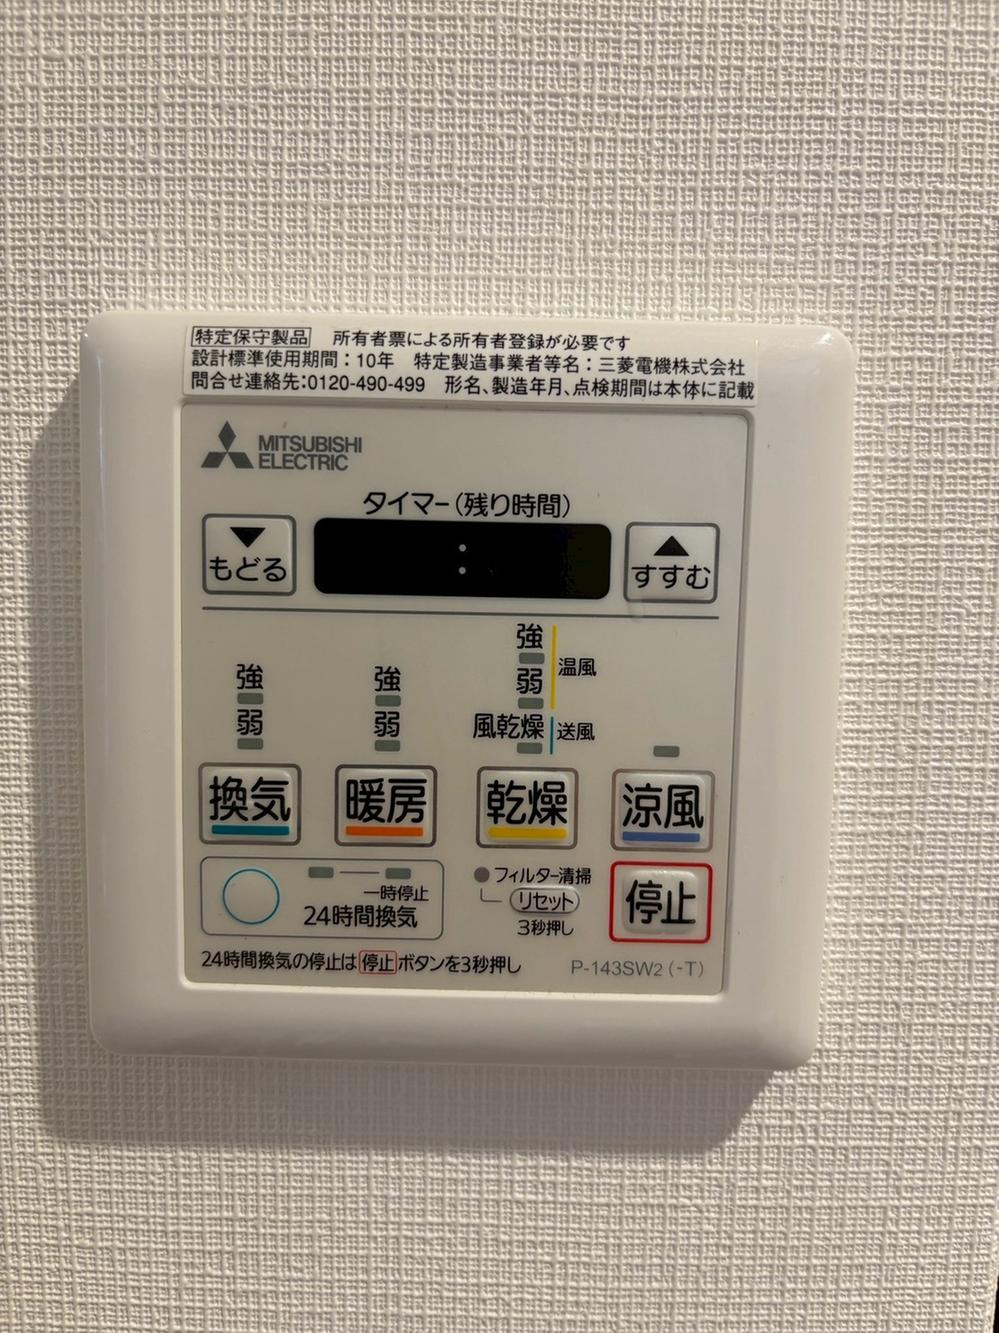 特定保守製品 所有者票による所有者登録が必要です
設計標準使用期間:10年 特定製造事業者等名:三菱電機株式会社
問合せ連絡先:0120-490-499 形名、製造年月、点検期間は本体に記載
MITSUBISHI
ELECTRIC
タイマー(残り時間)
▼
もどる
:
▲
すすむ
強
弱
強
弱
強
弱
温風
風乾燥
送風
換気
暖房
乾燥
涼風
一時停止
24時間換気
フィルター清掃
リセット
3秒押し
停止
24時間換気の停止は停止ボタンを3秒押し
P-143SW2(-T)